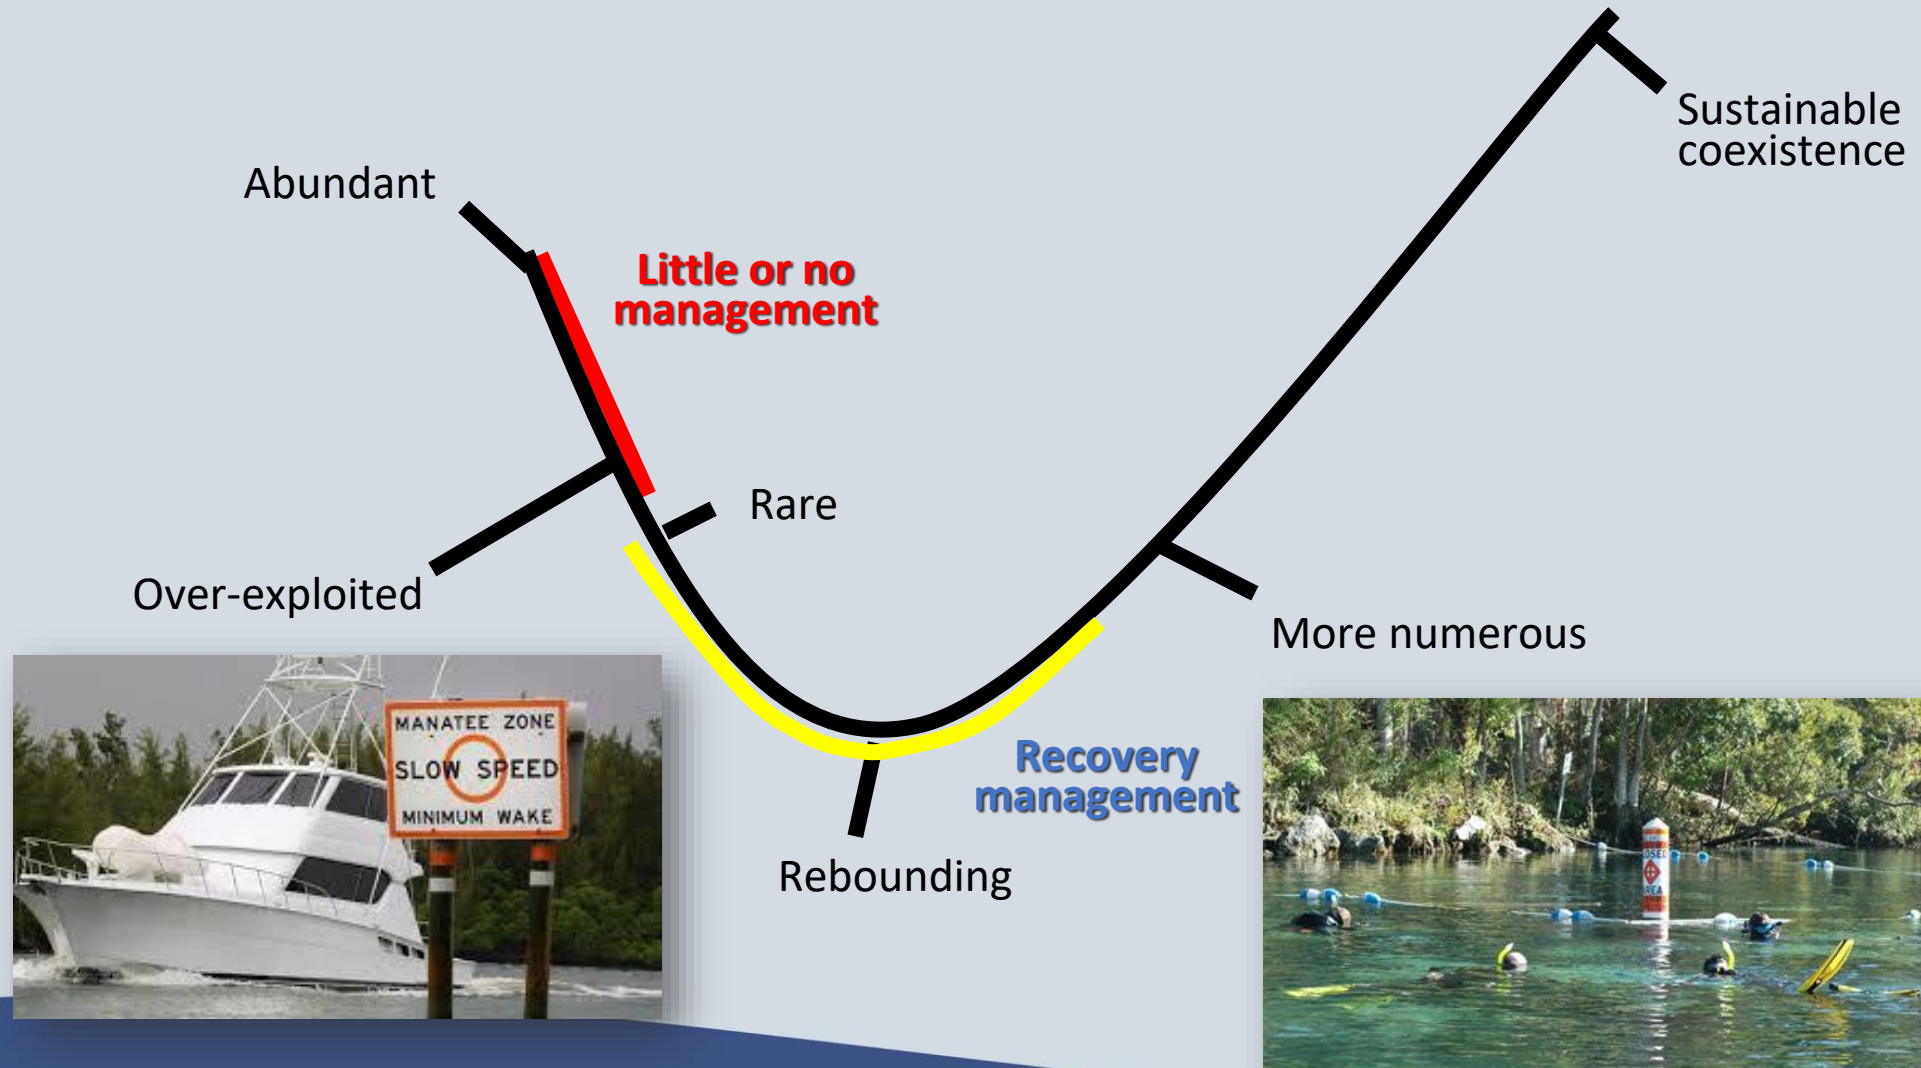 Abundant
Sustainable
coexistence
Little or no
management
Rare
Over-exploited
More numerous
Recovery
management
Rebounding
MANATEE ZONE
SLOW SPEED
MINIMUM WAKE